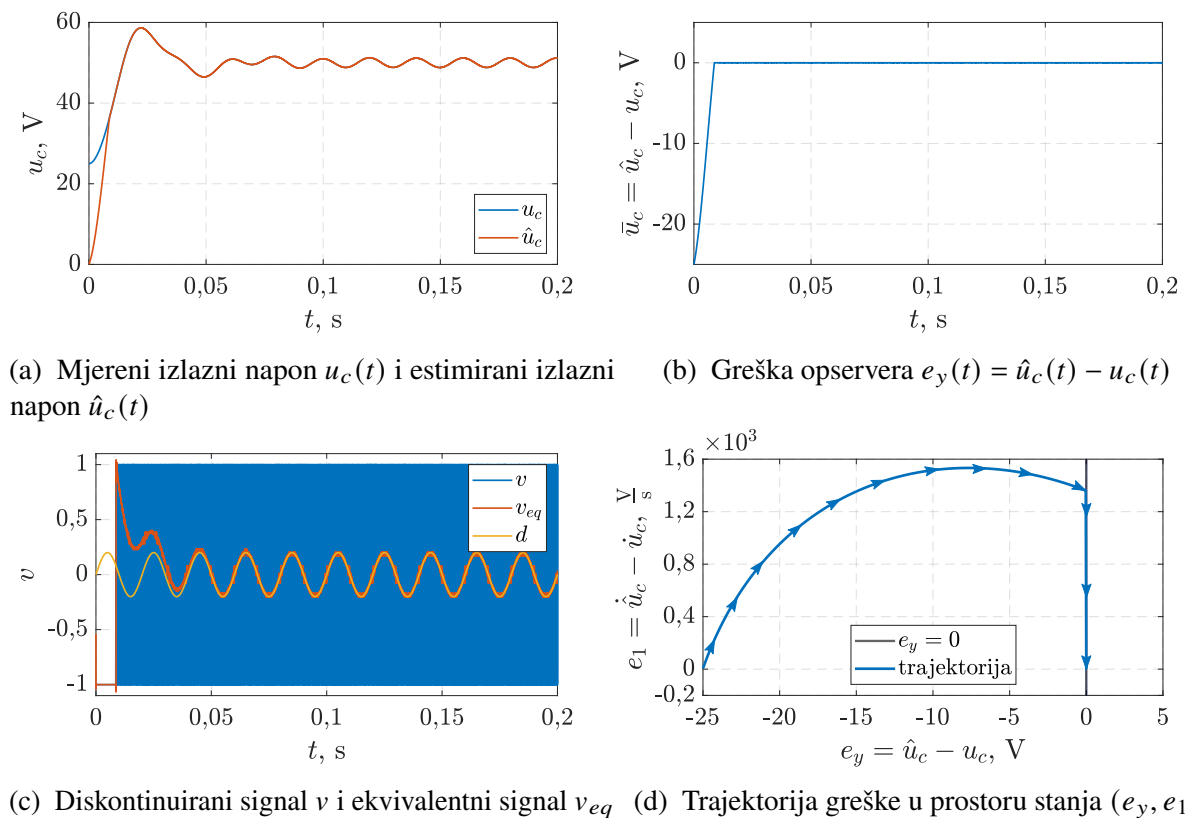 60
40
20
0
u_c, V
u_c
û_c
0 0,05 0,1 0,15 0,2
t, s
0
-10
-20
ū_c = û_c − u_c, V
0 0,05 0,1 0,15 0,2
t, s
(a) Mjereni izlazni napon u_c(t) i estimirani izlazni
napon û_c(t)
(b) Greška opservera e_y(t) = û_c(t) − u_c(t)
1
0,5
0
-0,5
-1
v
v
v_eq
d
0 0,05 0,1 0,15 0,2
t, s
×10³
1,6
1,2
0,8
0,4
0
-0,2
e_1 = û̇_c − u̇_c, V/s
e_y = 0
trajektorija
-25 -20 -15 -10 -5 0 5
e_y = û_c − u_c, V
(c) Diskontinuirani signal v i ekvivalentni signal v_eq
(d) Trajektorija greške u prostoru stanja (e_y, e_1